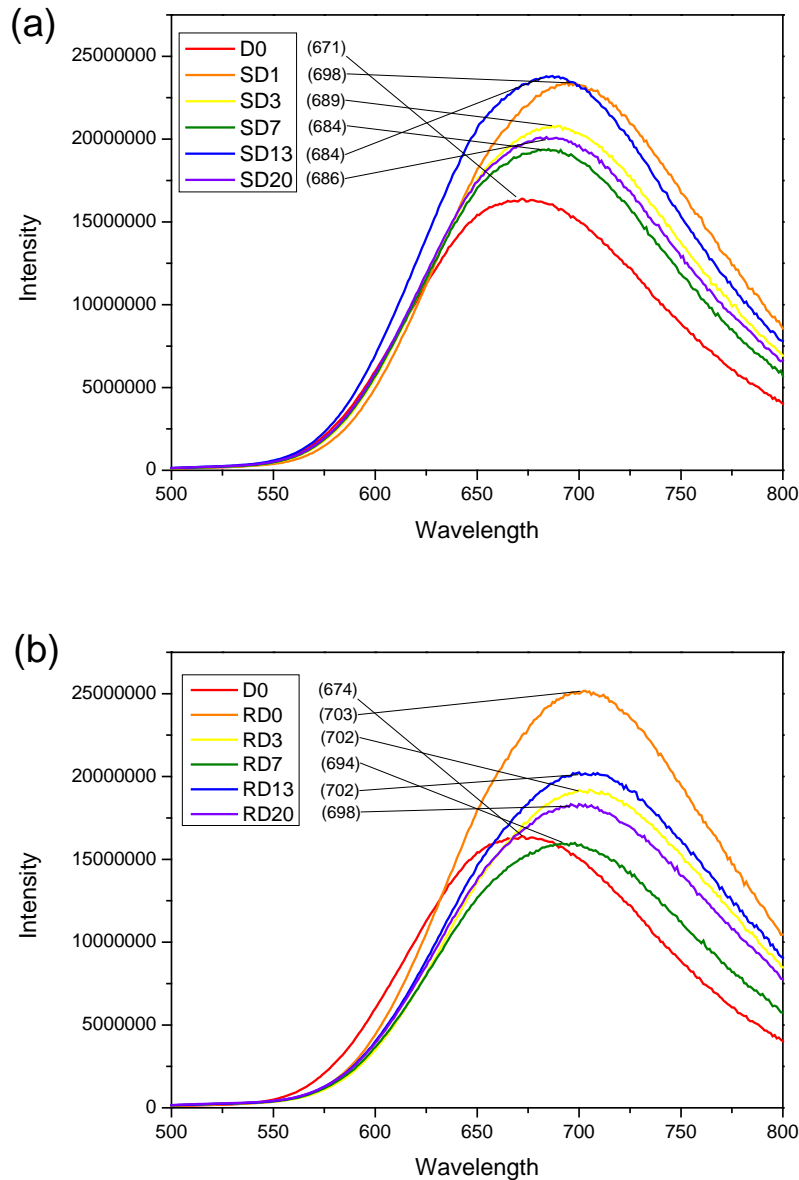 (a)
25000000
20000000
15000000
10000000
5000000
0
Intensity
D0 (671)
SD1 (698)
SD3 (689)
SD7 (684)
SD13 (684)
SD20 (686)
500 550 600 650 700 750 800
Wavelength
(b)
25000000
20000000
15000000
10000000
5000000
0
Intensity
D0 (674)
RD0 (703)
RD3 (702)
RD7 (694)
RD13 (702)
RD20 (698)
500 550 600 650 700 750 800
Wavelength